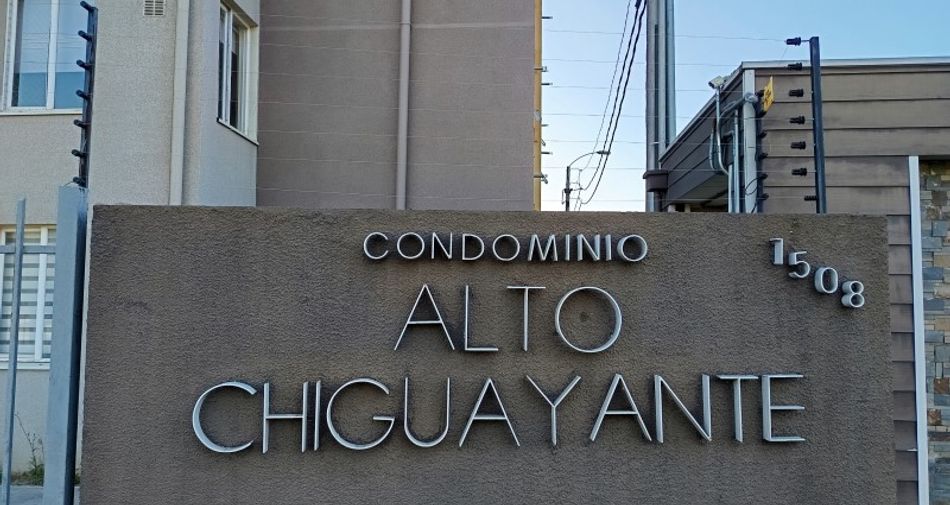 CONDOMINIO
1508
ALTO
CHIGUAYANTE